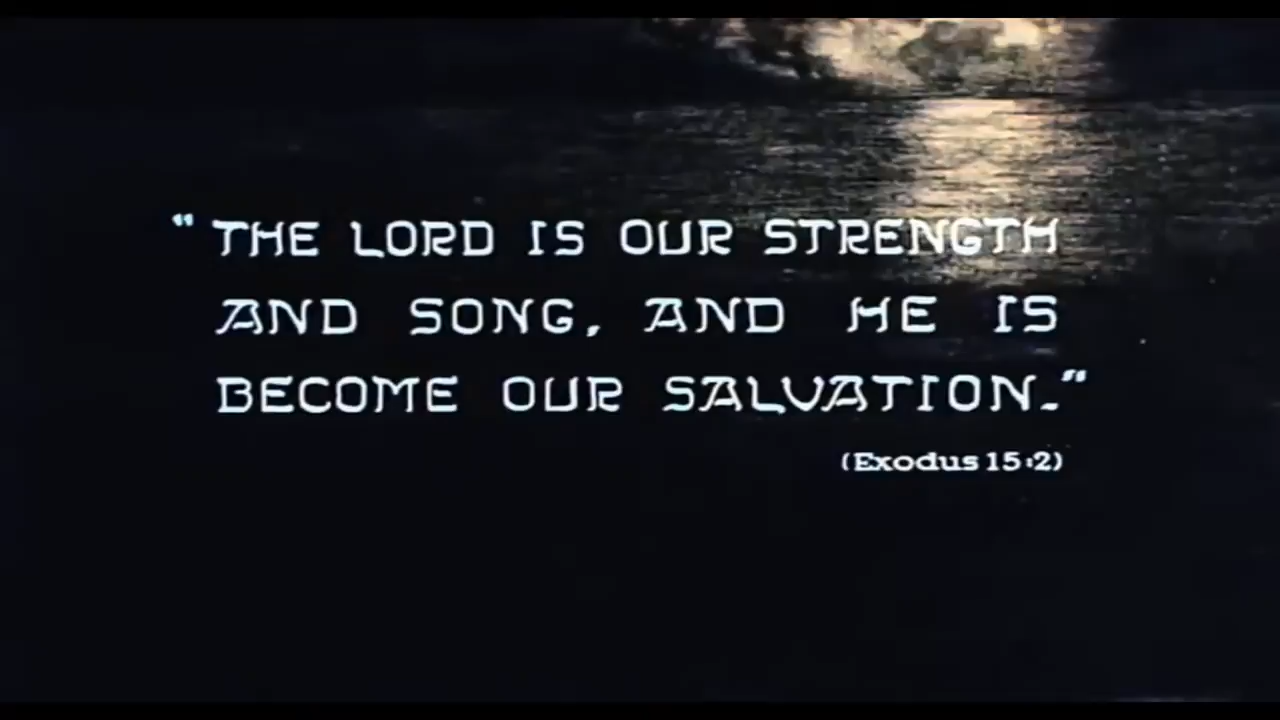 “ THE LORD IS OUR STRENGTH
AND SONG, AND HE IS
BECOME OUR SALVATION.”
(Exodus 15:2)